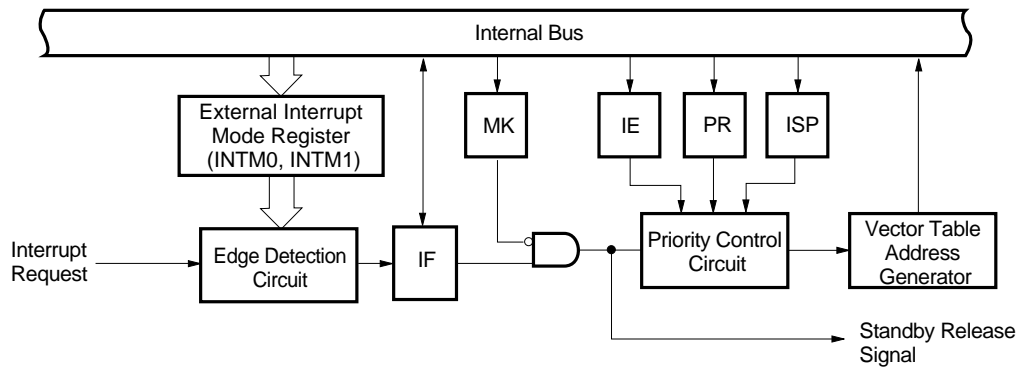 Internal Bus
External Interrupt
Mode Register
(INTM0, INTM1)
MK
IE
PR
ISP
Interrupt
Request
Edge Detection
Circuit
IF
Priority Control
Circuit
Vector Table
Address
Generator
Standby Release
Signal